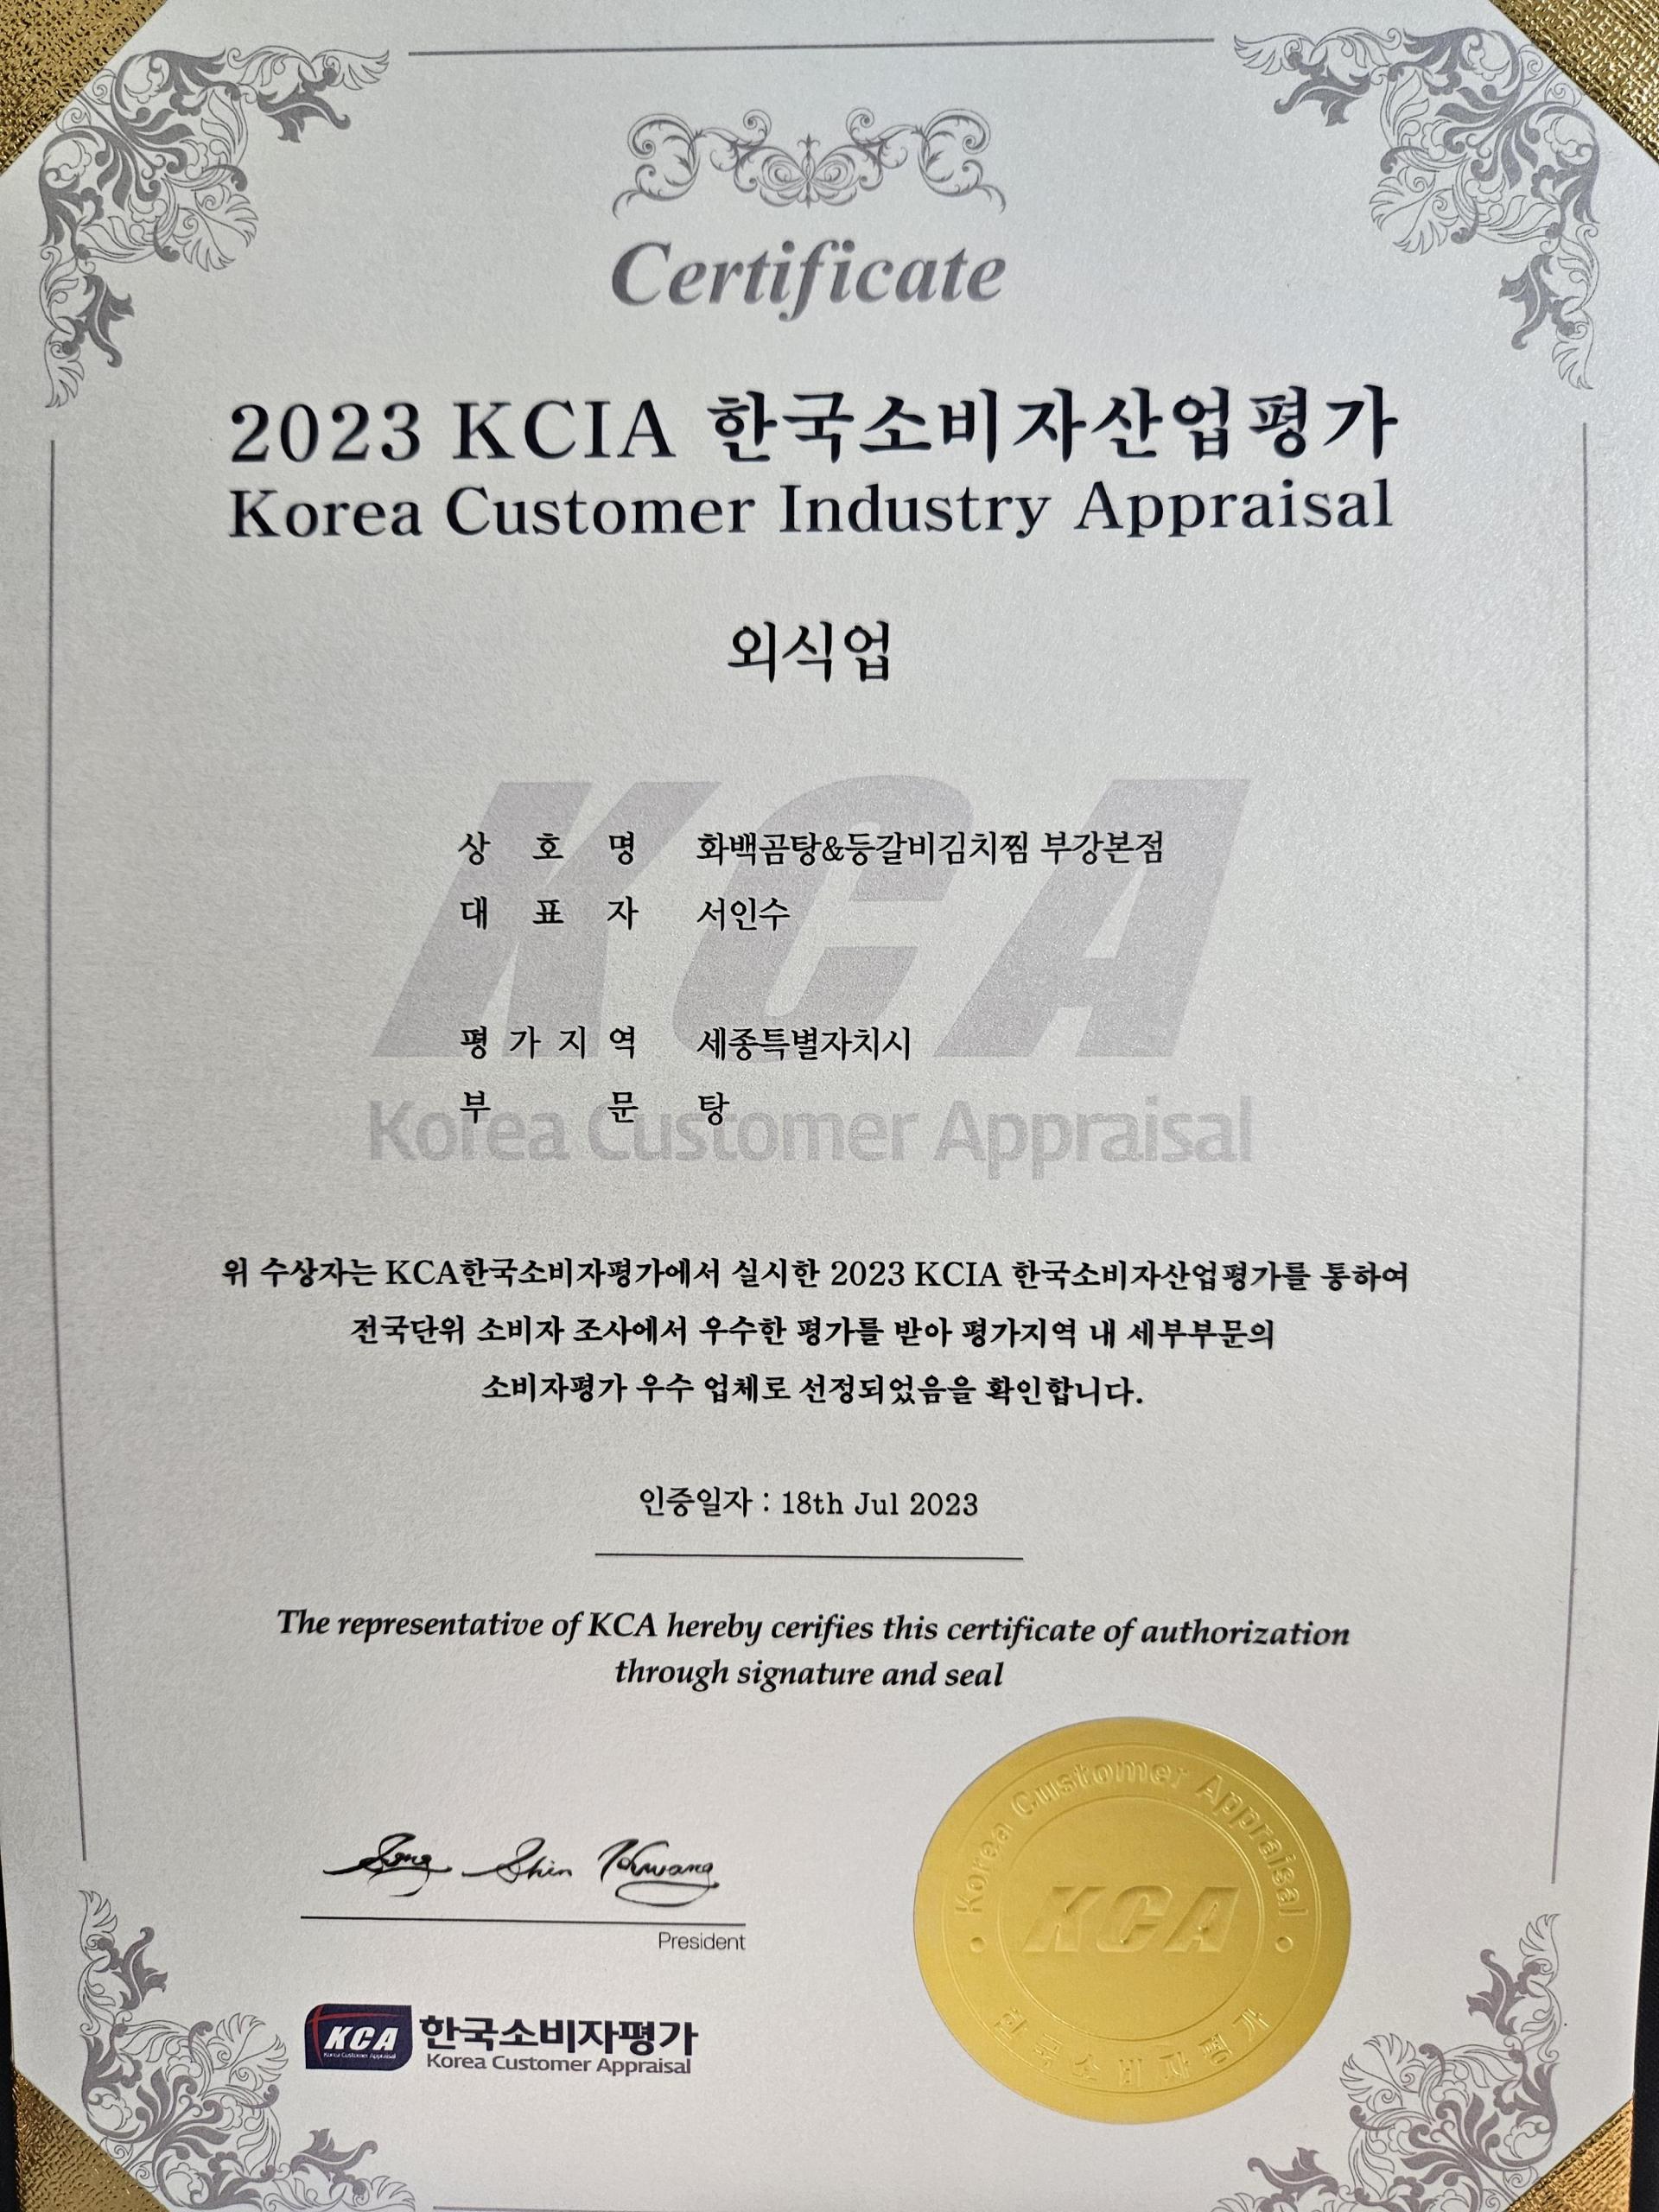 Certificate
2023 KCIA 한국소비자산업평가
Korea Customer Industry Appraisal
외식업
KCA
Korea Customer Appraisal
상 호 명 화백곰탕&등갈비김치찜 부강본점
대 표 자 서인수
평 가 지 역 세종특별자치시
부 문 탕
위 수상자는 KCA한국소비자평가에서 실시한 2023 KCIA 한국소비자산업평가를 통하여
전국단위 소비자 조사에서 우수한 평가를 받아 평가지역 내 세부부문의
소비자평가 우수 업체로 선정되었음을 확인합니다.
인증일자 : 18th Jul 2023
The representative of KCA hereby cerifies this certificate of authorization
through signature and seal
Song Shin Hwang
President
KCA 한국소비자평가
Korea Customer Appraisal
Korea Customer Appraisal
Korea Customer Appraisal
KCA
한국소비자평가